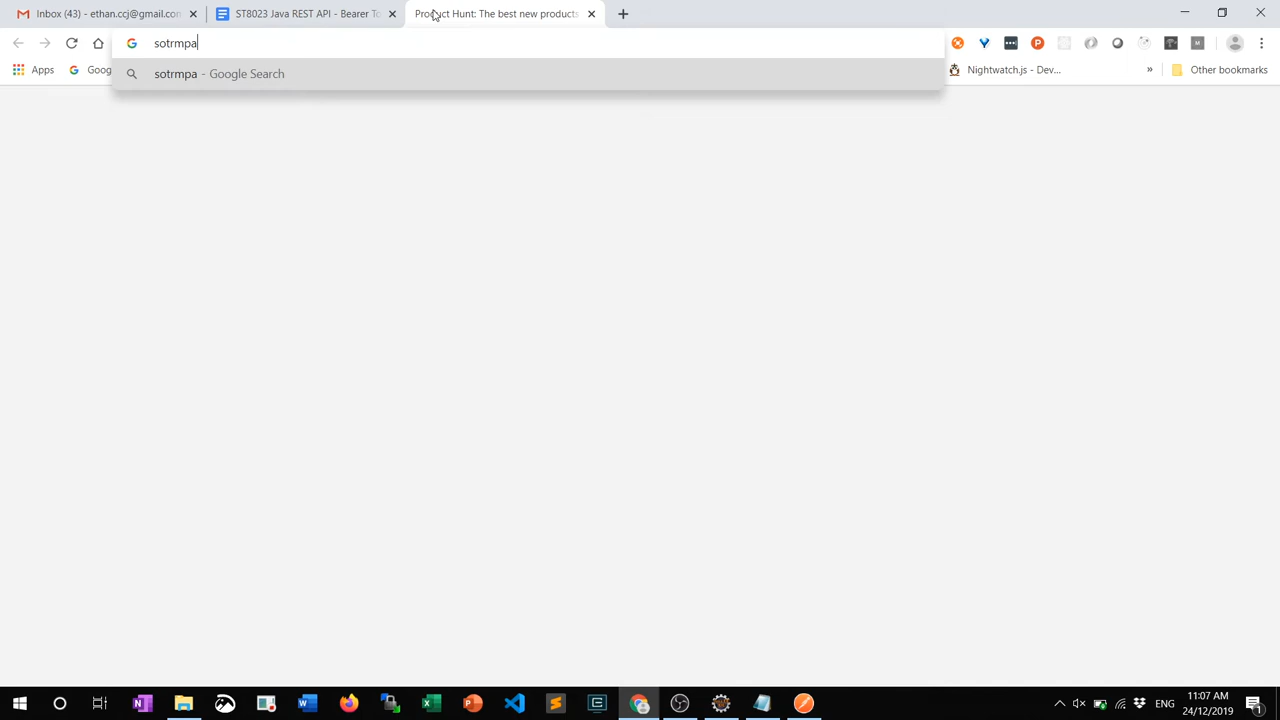 Inbox (43) - ethan.ccj@gmail.com
ST8023 Java REST API - Bearer To
Product Hunt: The best new products
sotrmpa
sotrmpa - Google Search
Apps
Goog
Nightwatch.js - Dev...
»
Other bookmarks
ENG
11:07 AM
24/12/2019